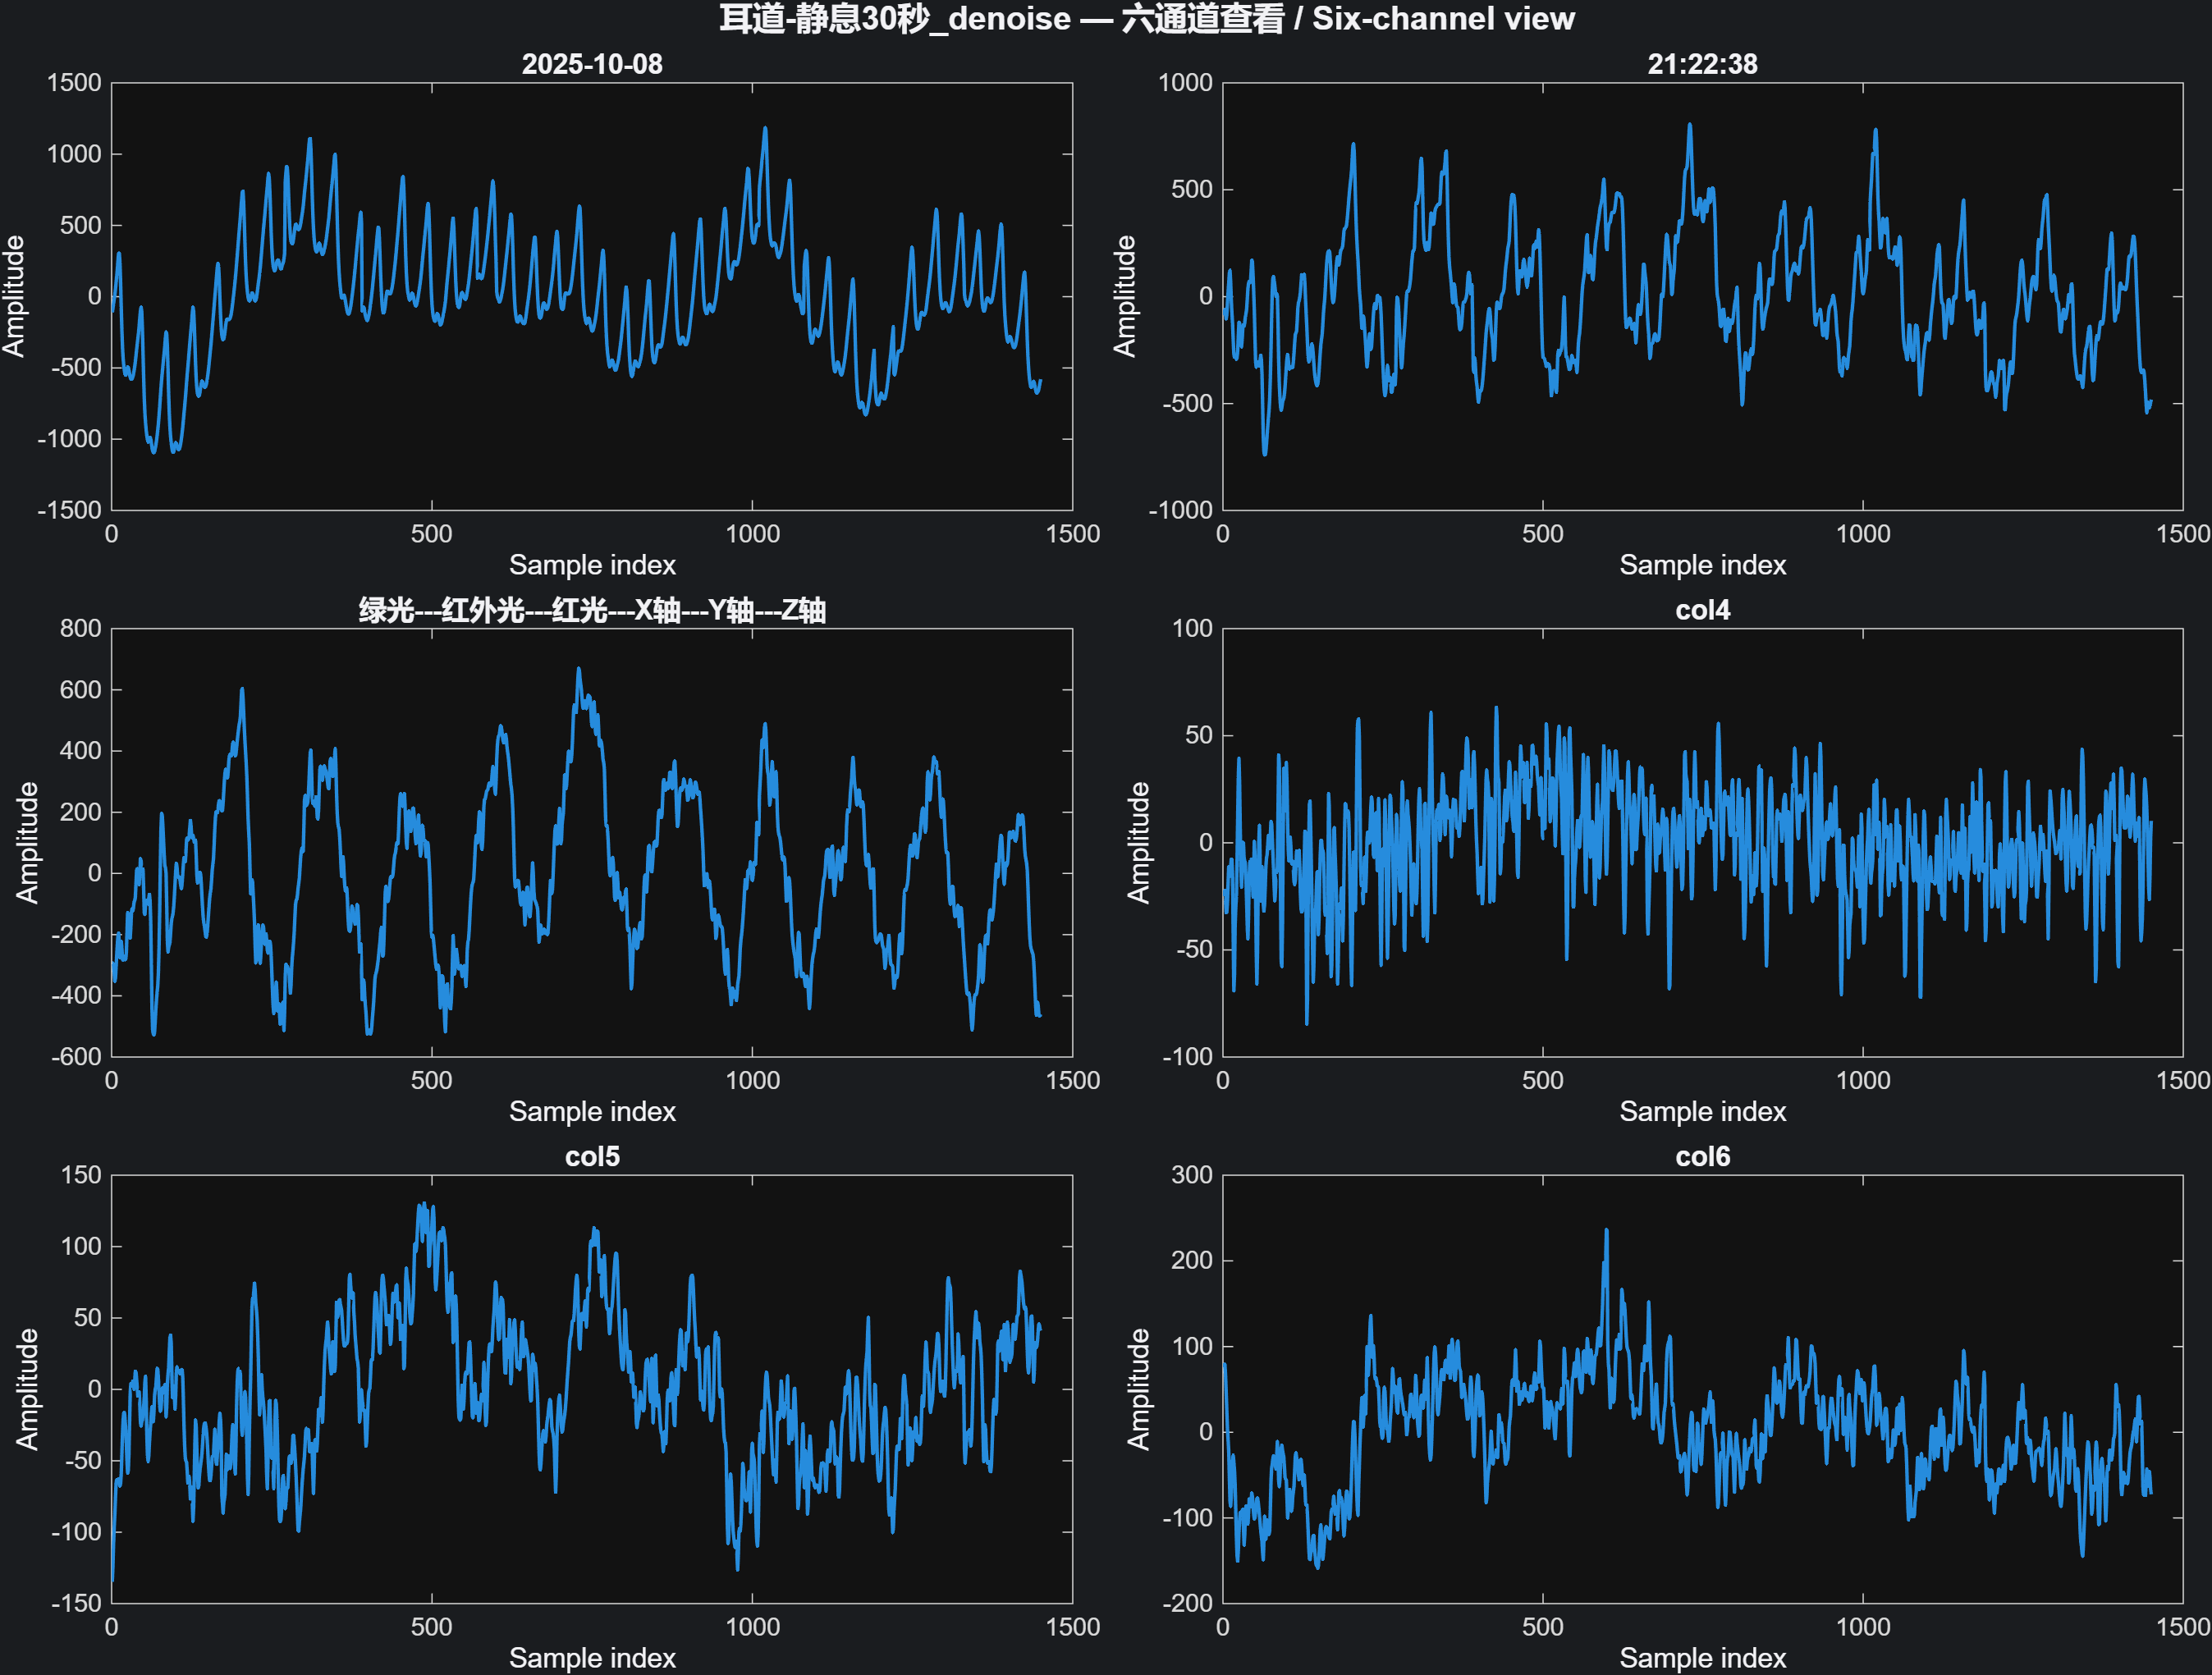 耳道-静息30秒_denoise — 六通道查看 / Six-channel view
2025-10-08
1500
1000
500
0
-500
-1000
-1500
Amplitude
0 500 1000 1500
Sample index
21:22:38
1000
500
0
-500
-1000
Amplitude
0 500 1000 1500
Sample index
绿光---红外光---红光---X轴---Y轴---Z轴
800
600
400
200
0
-200
-400
-600
Amplitude
0 500 1000 1500
Sample index
col4
100
50
0
-50
-100
Amplitude
0 500 1000 1500
Sample index
col5
150
100
50
0
-50
-100
-150
Amplitude
0 500 1000 1500
Sample index
col6
300
200
100
0
-100
-200
Amplitude
0 500 1000 1500
Sample index